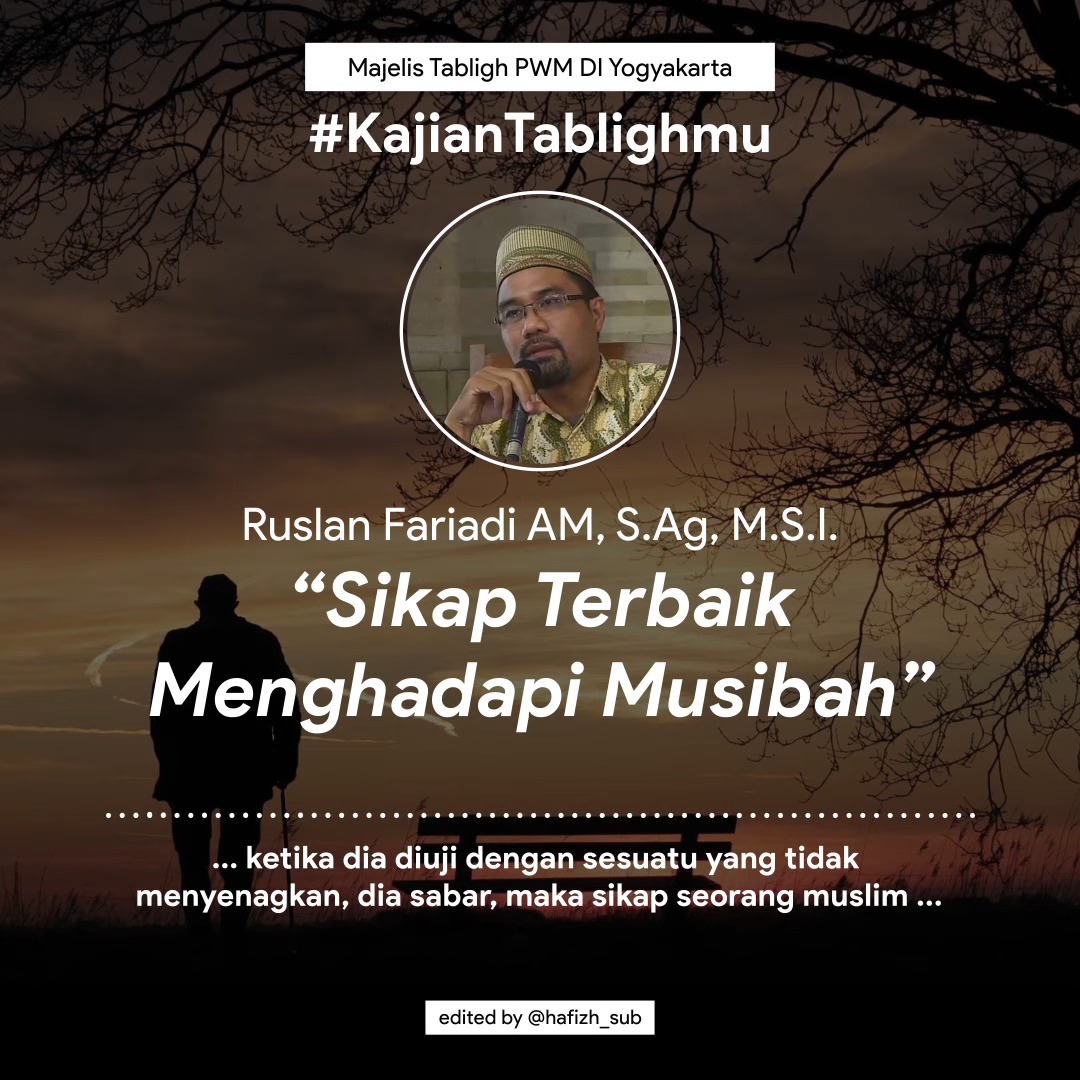 Majelis Tabligh PWM DI Yogyakarta
#KajianTablighmu
Ruslan Fariadi AM, S.Ag, M.S.I.
“Sikap Terbaik
Menghadapi Musibah”
... ketika dia diuji dengan sesuatu yang tidak
menyenagkan, dia sabar, maka sikap seorang muslim ...
edited by @hafizh_sub